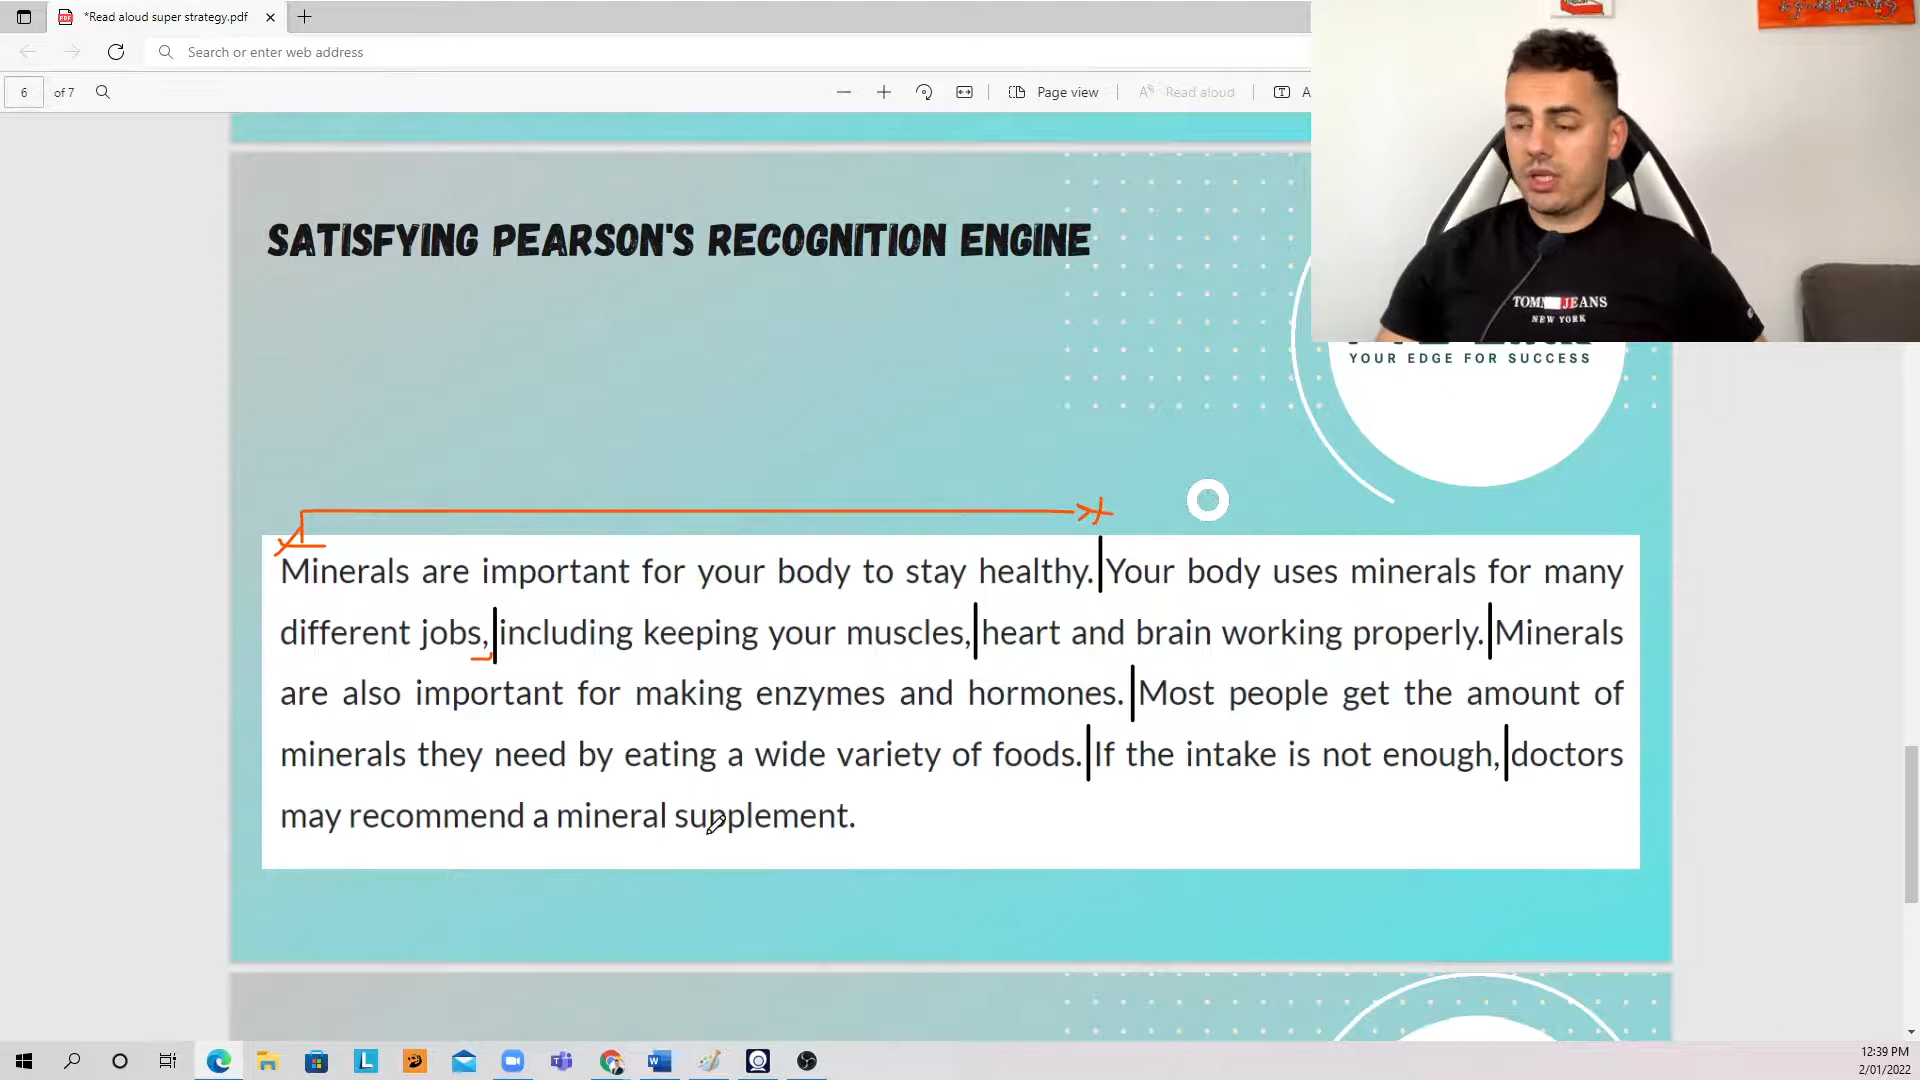 *Read aloud super strategy.pdf
Search or enter web address
6 of 7
Page view
Read aloud
A
SATISFYING PEARSON'S RECOGNITION ENGINE
TOMMY JEANS
NEW YORK
YOUR EDGE FOR SUCCESS
Minerals are important for your body to stay healthy. Your body uses minerals for many
different jobs, including keeping your muscles, heart and brain working properly. Minerals
are also important for making enzymes and hormones. Most people get the amount of
minerals they need by eating a wide variety of foods. If the intake is not enough, doctors
may recommend a mineral supplement.
12:39 PM
2/01/2022